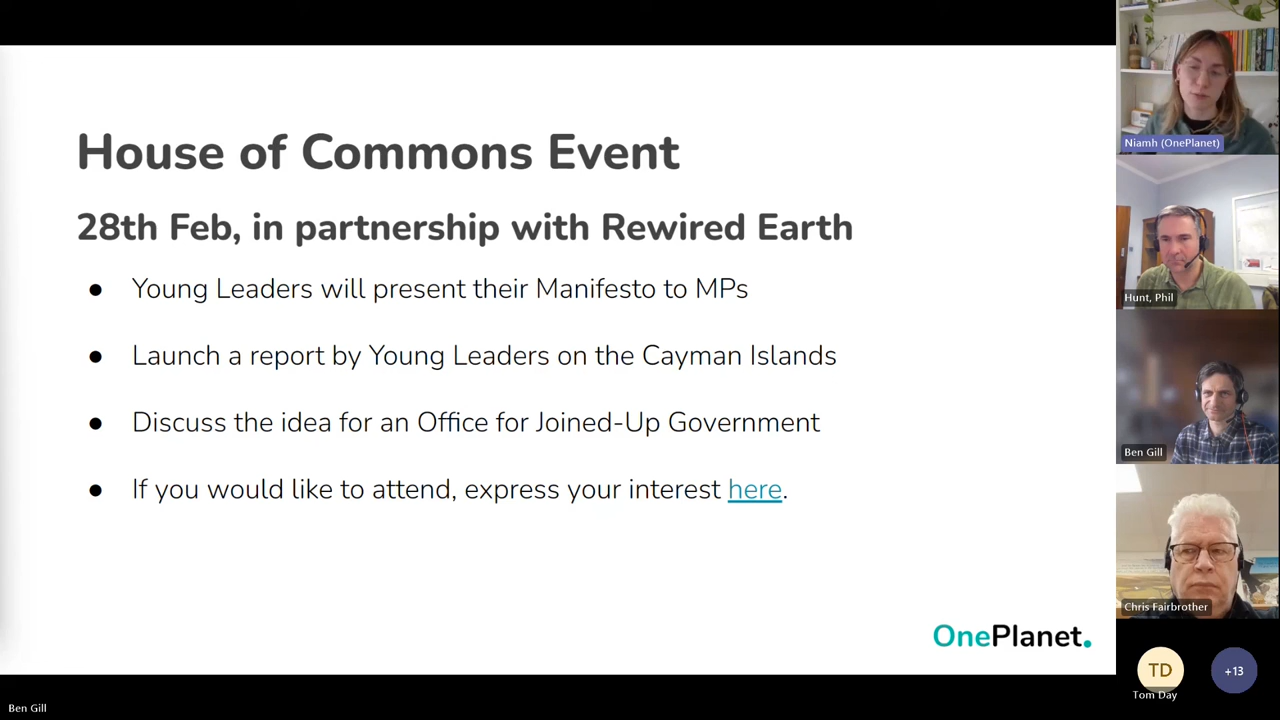 House of Commons Event
28th Feb, in partnership with Rewired Earth
● Young Leaders will present their Manifesto to MPs
● Launch a report by Young Leaders on the Cayman Islands
● Discuss the idea for an Office for Joined-Up Government
● If you would like to attend, express your interest here.
OnePlanet.
Niamh (OnePlanet)
Hunt, Phil
Ben Gill
Chris Fairbrother
TD
+13
Tom Day
Ben Gill